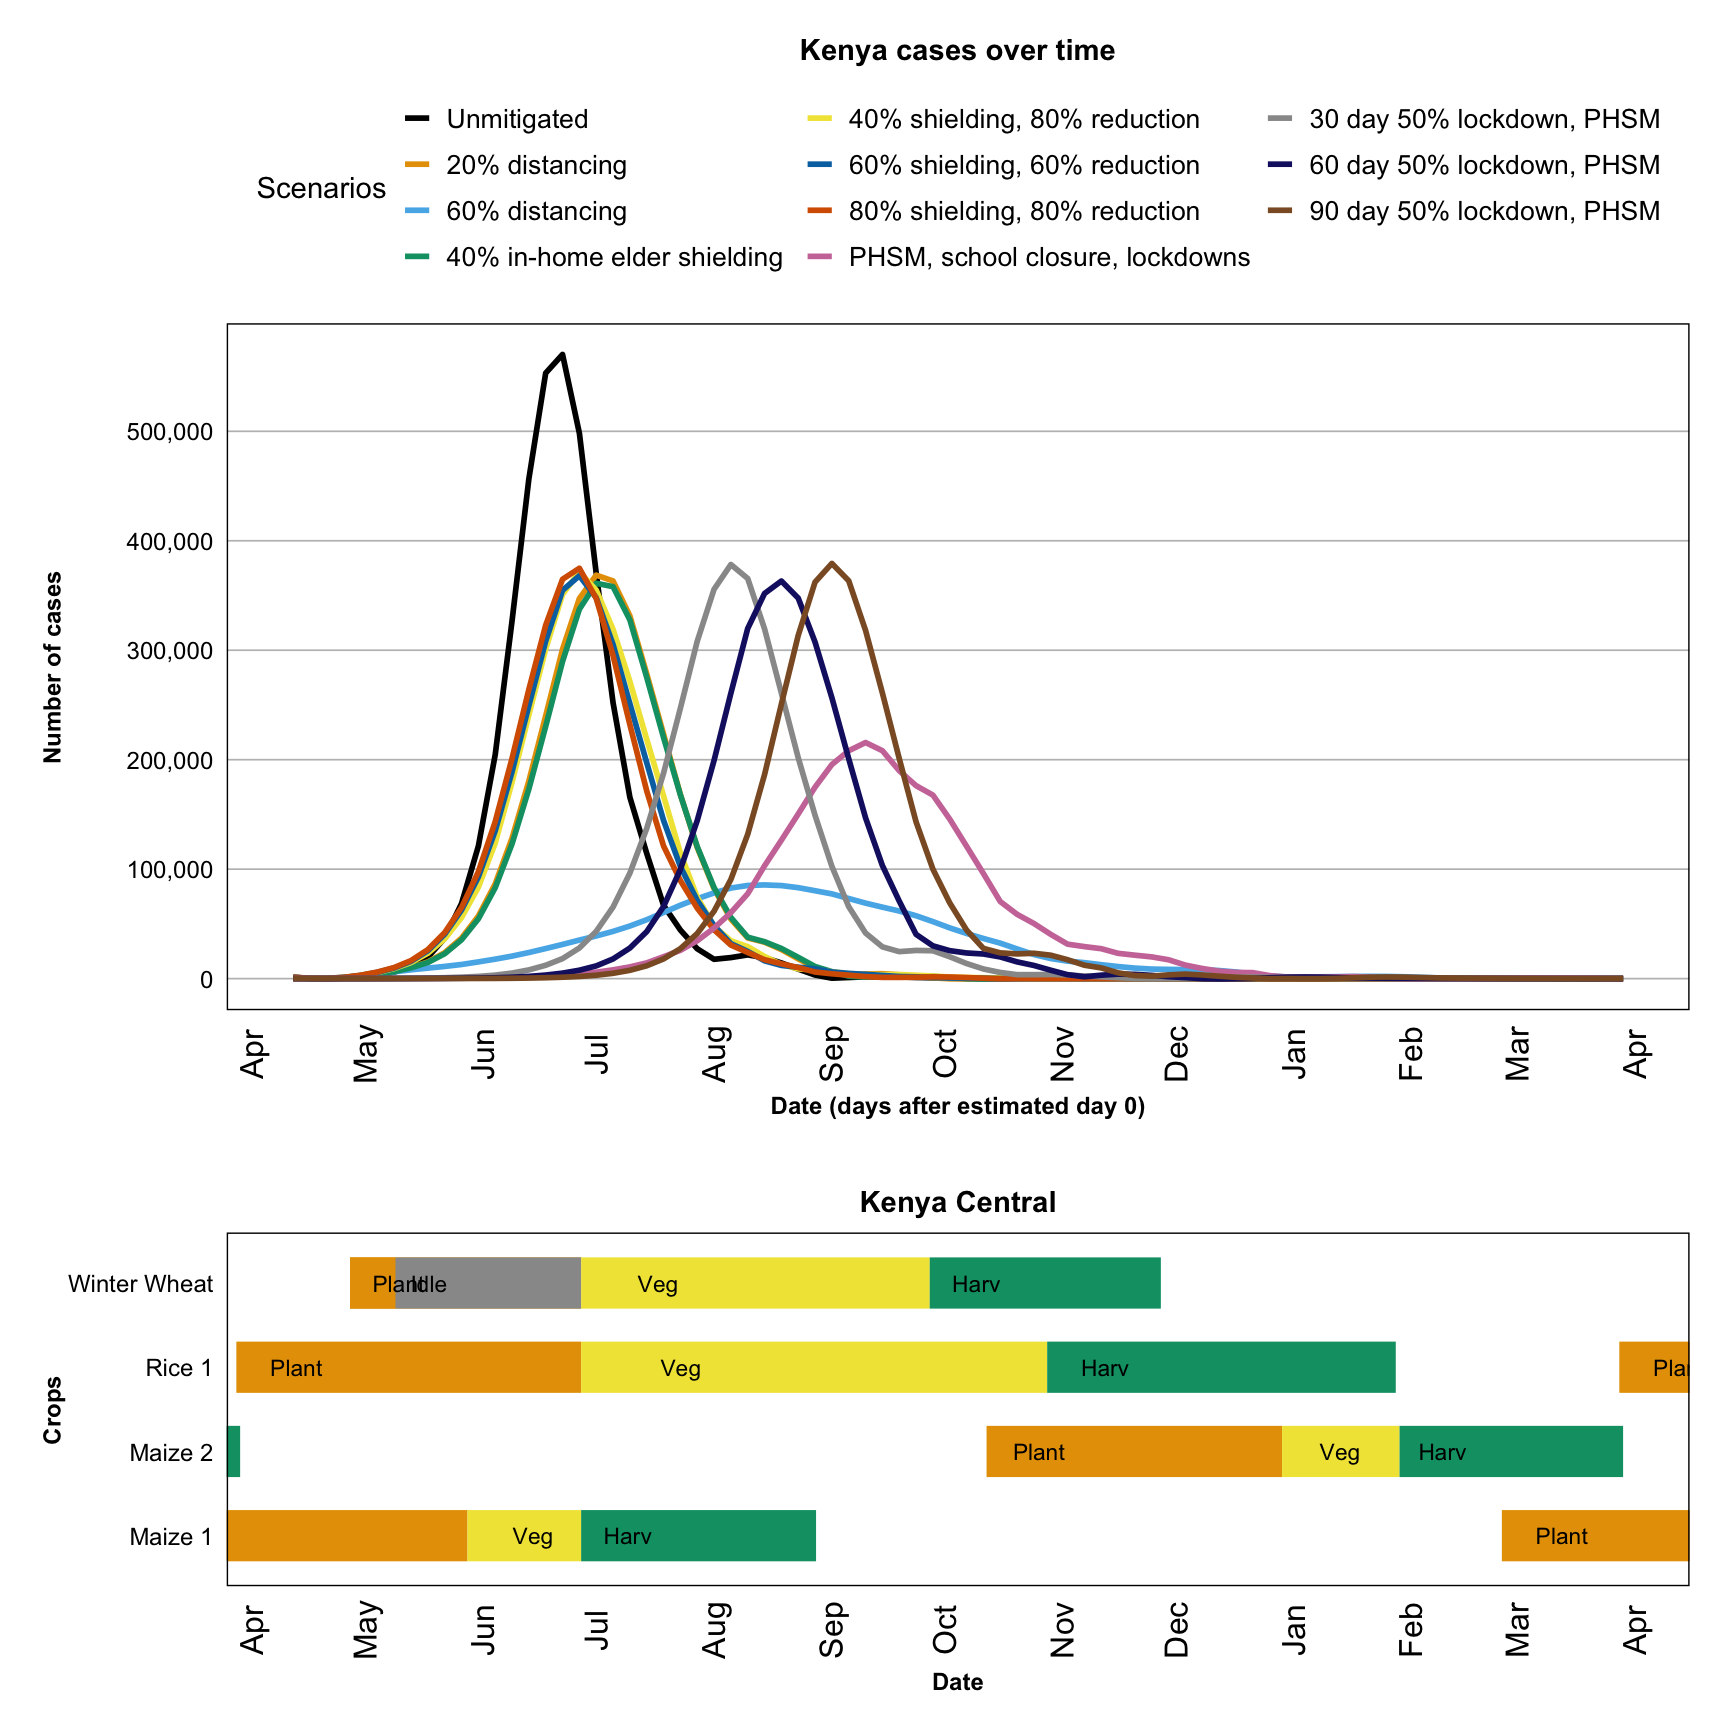 Kenya cases over time
Scenarios
Unmitigated
20% distancing
60% distancing
40% in-home elder shielding
40% shielding, 80% reduction
60% shielding, 60% reduction
80% shielding, 80% reduction
PHSM, school closure, lockdowns
30 day 50% lockdown, PHSM
60 day 50% lockdown, PHSM
90 day 50% lockdown, PHSM
Number of cases
500,000
400,000
300,000
200,000
100,000
0
Apr May Jun Jul Aug Sep Oct Nov Dec Jan Feb Mar Apr
Date (days after estimated day 0)
Kenya Central
Crops
Winter Wheat Plant Idle Veg Harv
Rice 1 Plant Veg Harv Plan
Maize 2 Plant Veg Harv
Maize 1 Veg Harv Plant
Apr May Jun Jul Aug Sep Oct Nov Dec Jan Feb Mar Apr
Date